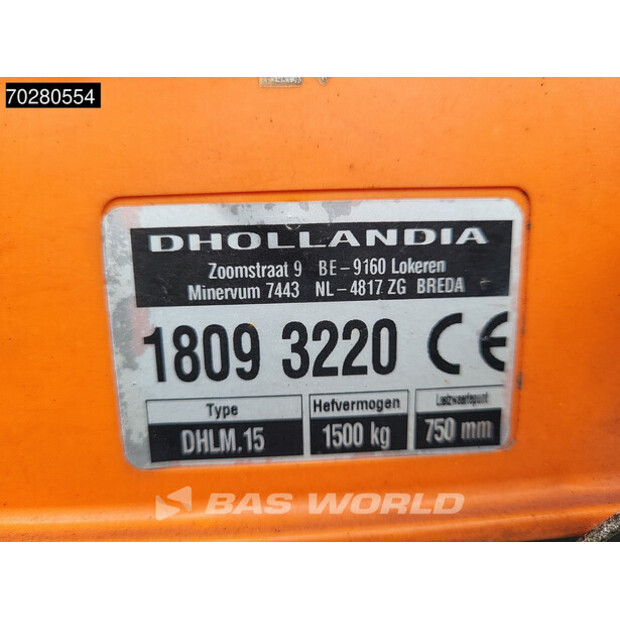 70280554
DHOLLANDIA
Zoomstraat 9 BE-9160 Lokeren
Minervum 7443 NL-4817 ZG BREDA
1809 3220 CE
Type Hefvermogen Lastzwaartepunt
DHLM.15 1500 kg 750 mm
BAS WORLD